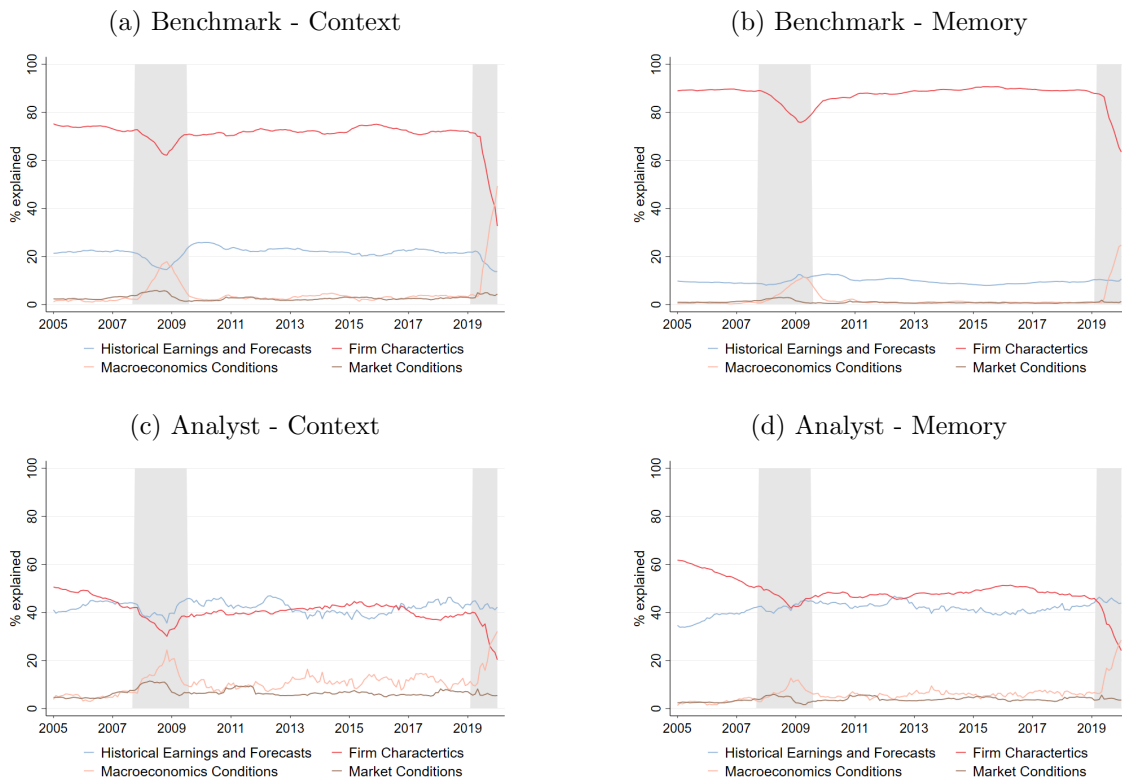 (a) Benchmark - Context
% explained
100
80
60
40
20
0
2005 2007 2009 2011 2013 2015 2017 2019
Historical Earnings and Forecasts Firm Charactertics
Macroeconomics Conditions Market Conditions
(b) Benchmark - Memory
% explained
100
80
60
40
20
0
2005 2007 2009 2011 2013 2015 2017 2019
Historical Earnings and Forecasts Firm Charactertics
Macroeconomics Conditions Market Conditions
(c) Analyst - Context
% explained
100
80
60
40
20
0
2005 2007 2009 2011 2013 2015 2017 2019
Historical Earnings and Forecasts Firm Charactertics
Macroeconomics Conditions Market Conditions
(d) Analyst - Memory
% explained
100
80
60
40
20
0
2005 2007 2009 2011 2013 2015 2017 2019
Historical Earnings and Forecasts Firm Charactertics
Macroeconomics Conditions Market Conditions